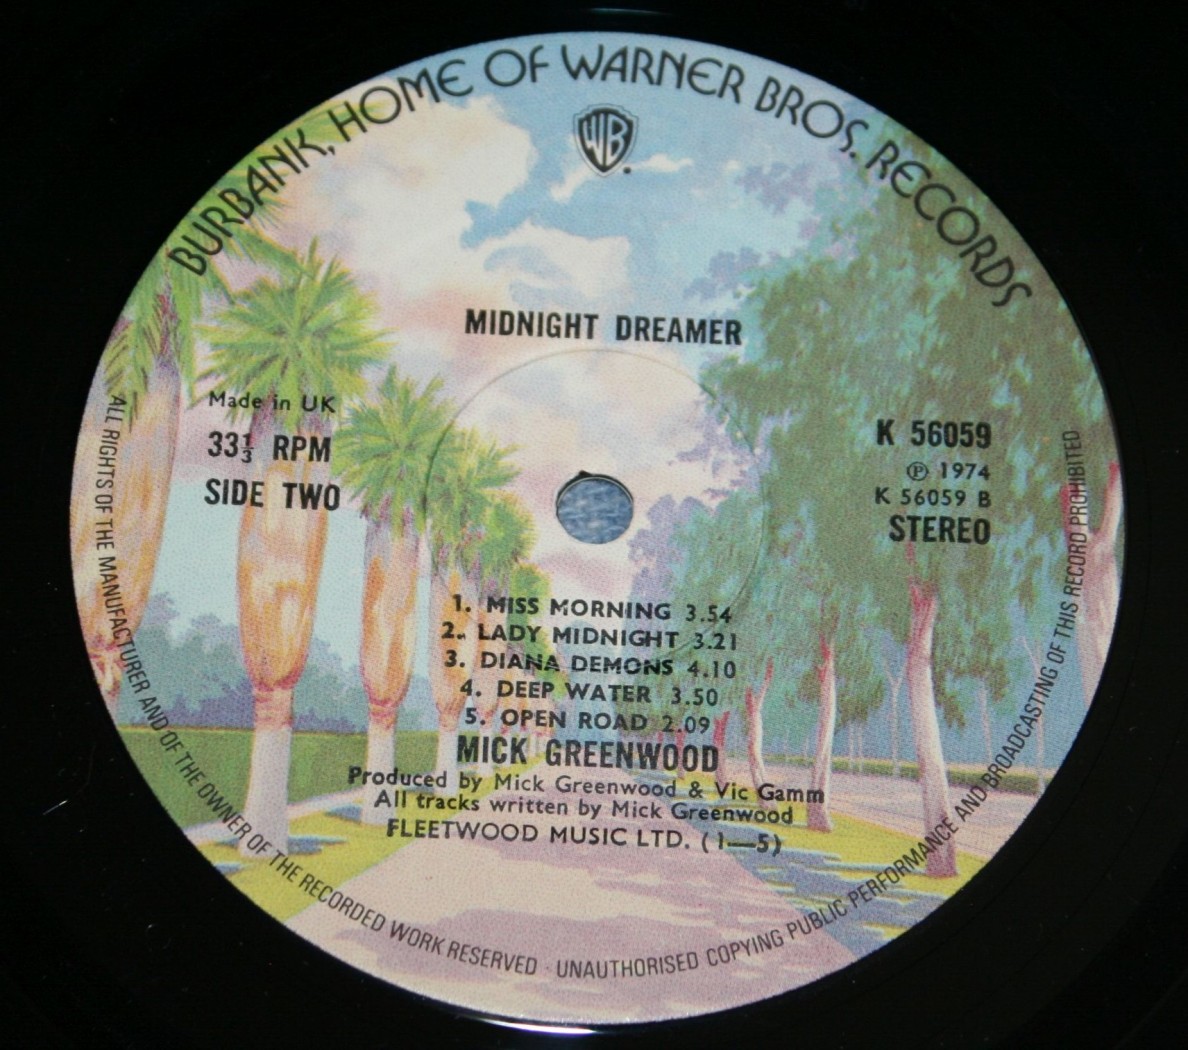 BURBANK, HOME OF WARNER BROS. RECORDS
WB
MIDNIGHT DREAMER
Made in UK
33⅓ RPM
SIDE TWO
K 56059
℗ 1974
K 56059 B
STEREO
1. MISS MORNING 3.54
2. LADY MIDNIGHT 3.21
3. DIANA DEMONS 4.10
4. DEEP WATER 3.50
5. OPEN ROAD 2.09
MICK GREENWOOD
Produced by Mick Greenwood & Vic Gamm
All tracks written by Mick Greenwood
FLEETWOOD MUSIC LTD. (1—5)
ALL RIGHTS OF THE MANUFACTURER AND OF THE OWNER OF THE RECORDED WORK RESERVED · UNAUTHORISED COPYING PUBLIC PERFORMANCE AND BROADCASTING OF THIS RECORD PROHIBITED